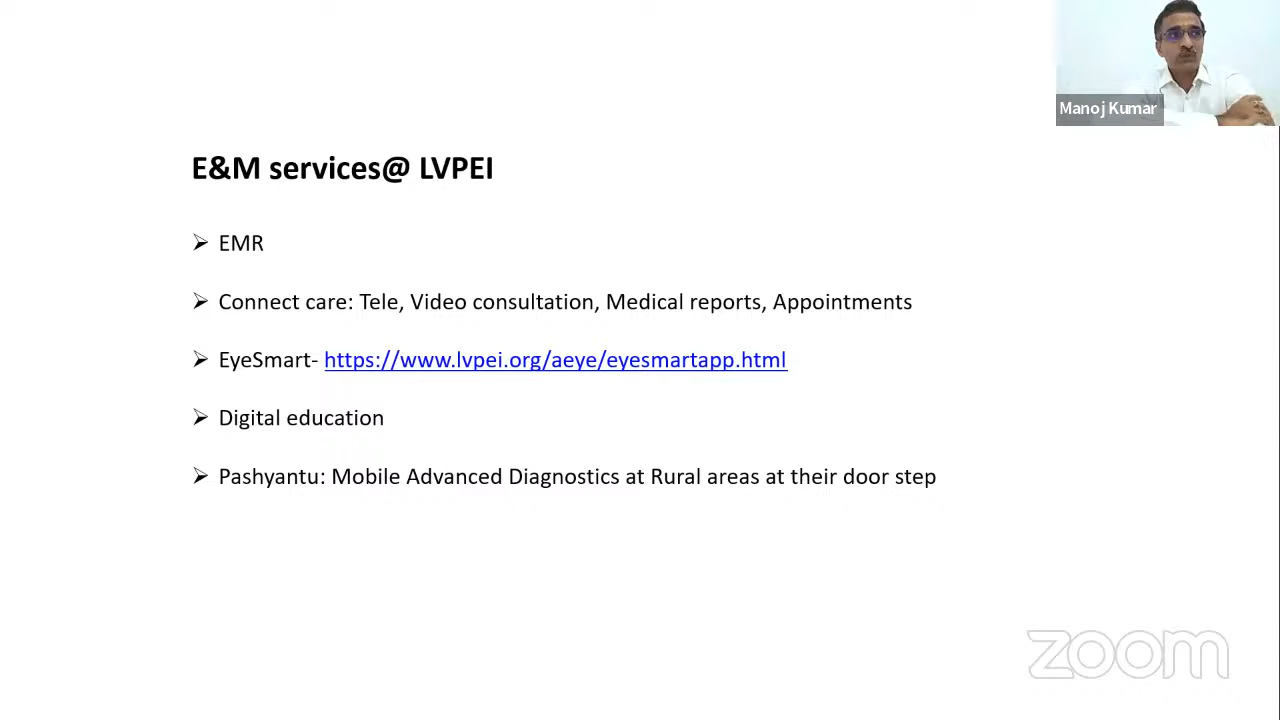 Manoj Kumar
E&M services@ LVPEI
➢ EMR
➢ Connect care: Tele, Video consultation, Medical reports, Appointments
➢ EyeSmart- https://www.lvpei.org/aeye/eyesmartapp.html
➢ Digital education
➢ Pashyantu: Mobile Advanced Diagnostics at Rural areas at their door step
zoom